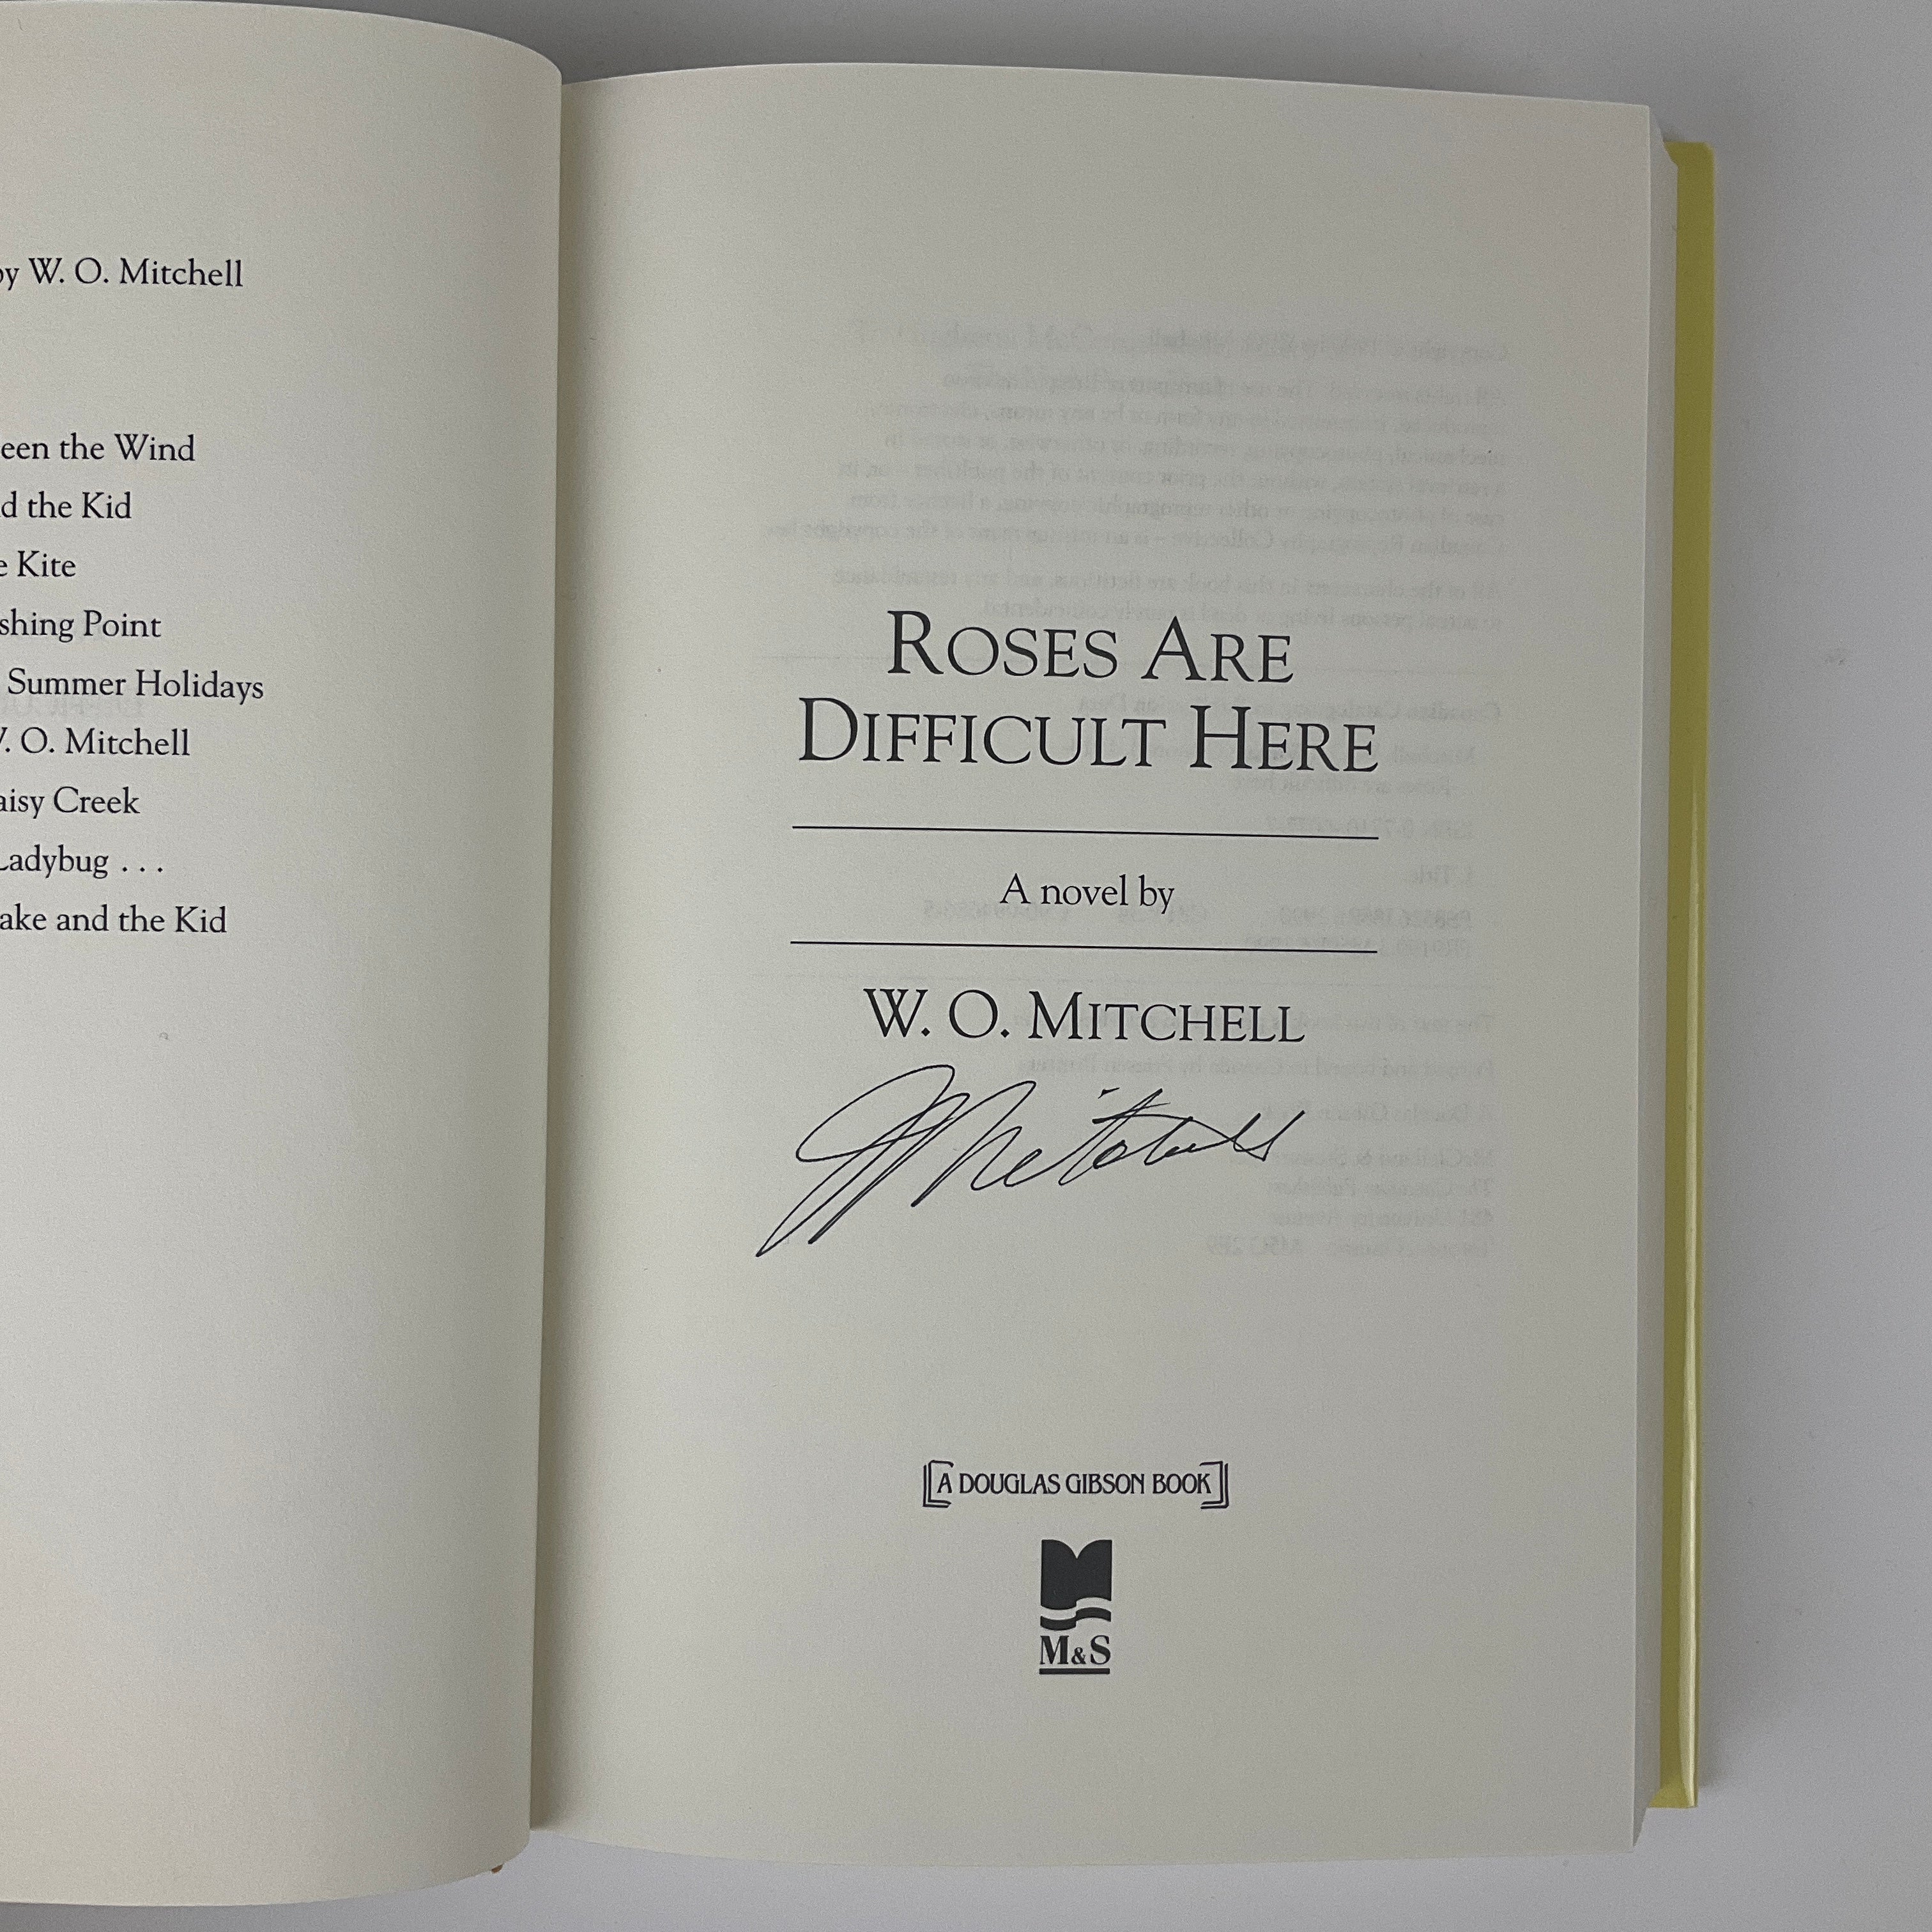 by W. O. Mitchell
een the Wind
d the Kid
e Kite
shing Point
Summer Holidays
W. O. Mitchell
aisy Creek
Ladybug . . .
ake and the Kid
ROSES ARE
DIFFICULT HERE
A novel by
W. O. MITCHELL
Mitchell
A DOUGLAS GIBSON BOOK
M&S